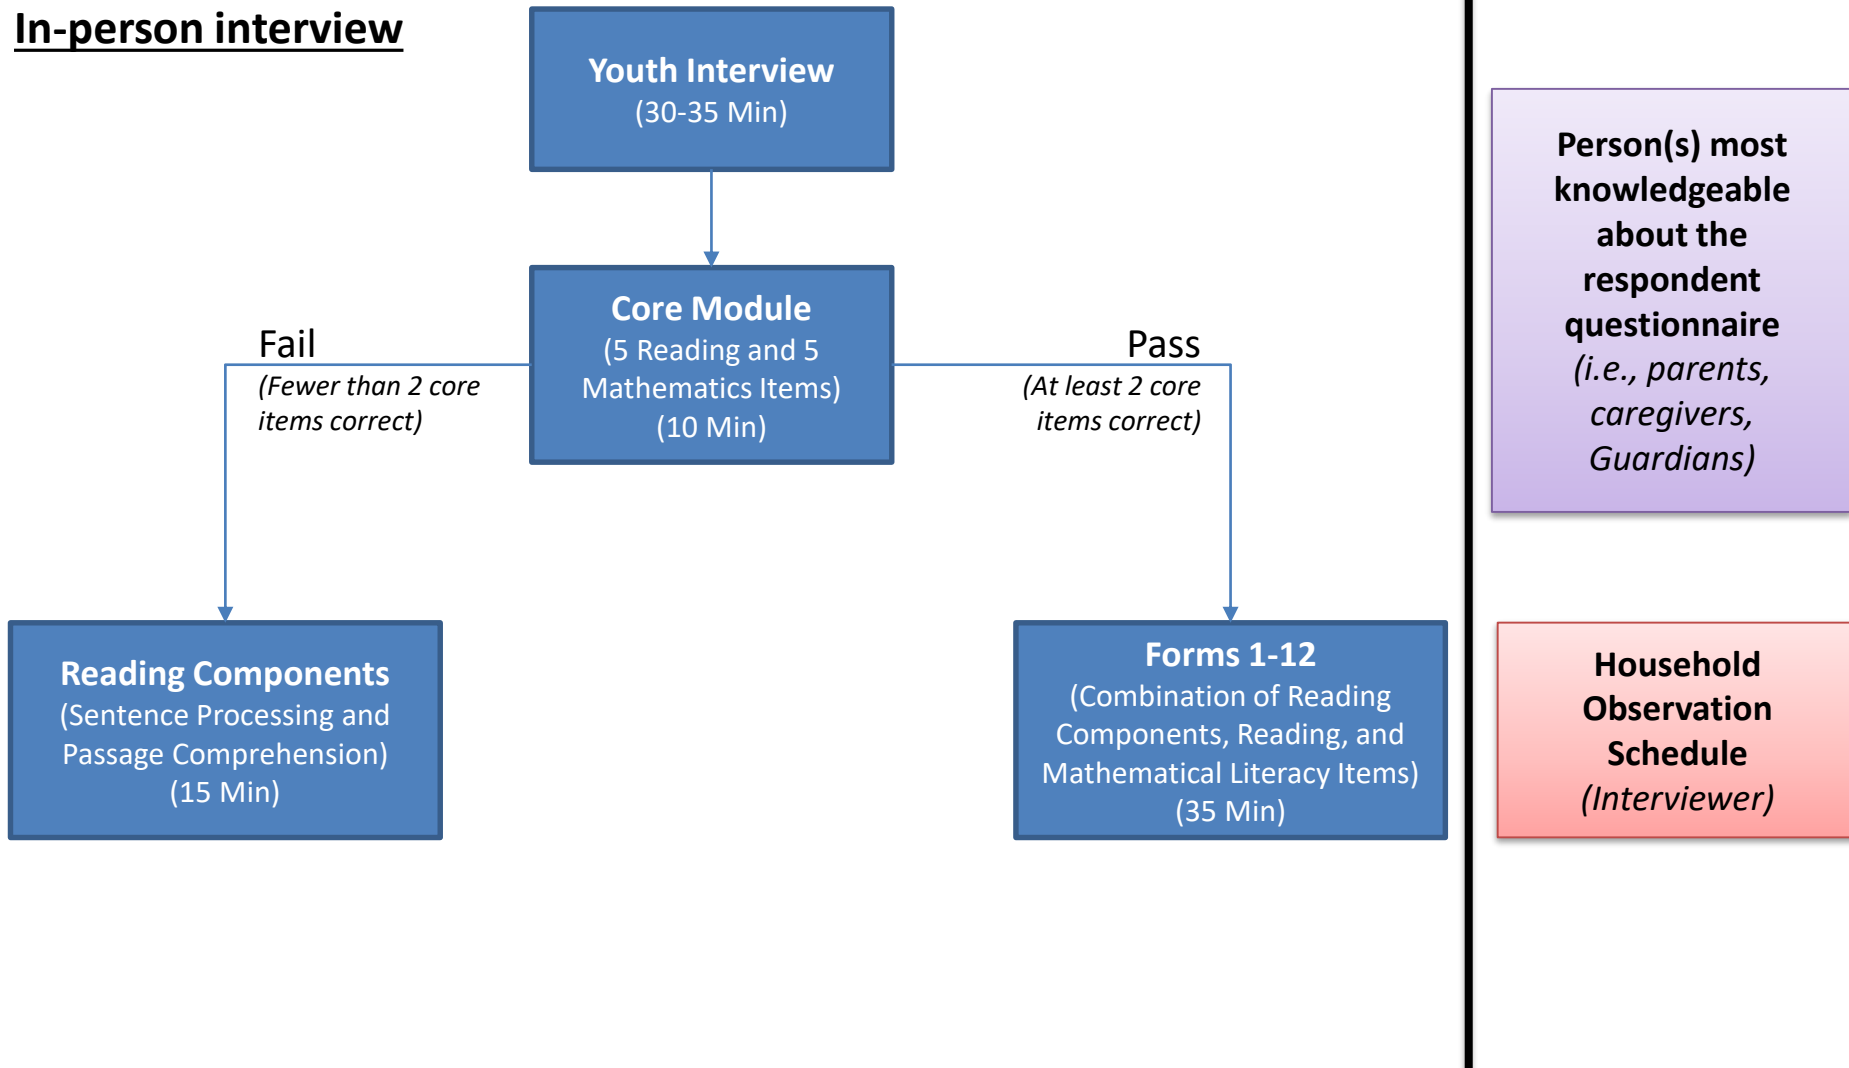 In-person interview
Youth Interview
(30-35 Min)
Core Module
(5 Reading and 5
Mathematics Items)
(10 Min)
Fail
(Fewer than 2 core
items correct)
Pass
(At least 2 core
items correct)
Reading Components
(Sentence Processing and
Passage Comprehension)
(15 Min)
Forms 1-12
(Combination of Reading
Components, Reading, and
Mathematical Literacy Items)
(35 Min)
Person(s) most
knowledgeable
about the
respondent
questionnaire
(i.e., parents,
caregivers,
Guardians)
Household
Observation
Schedule
(Interviewer)